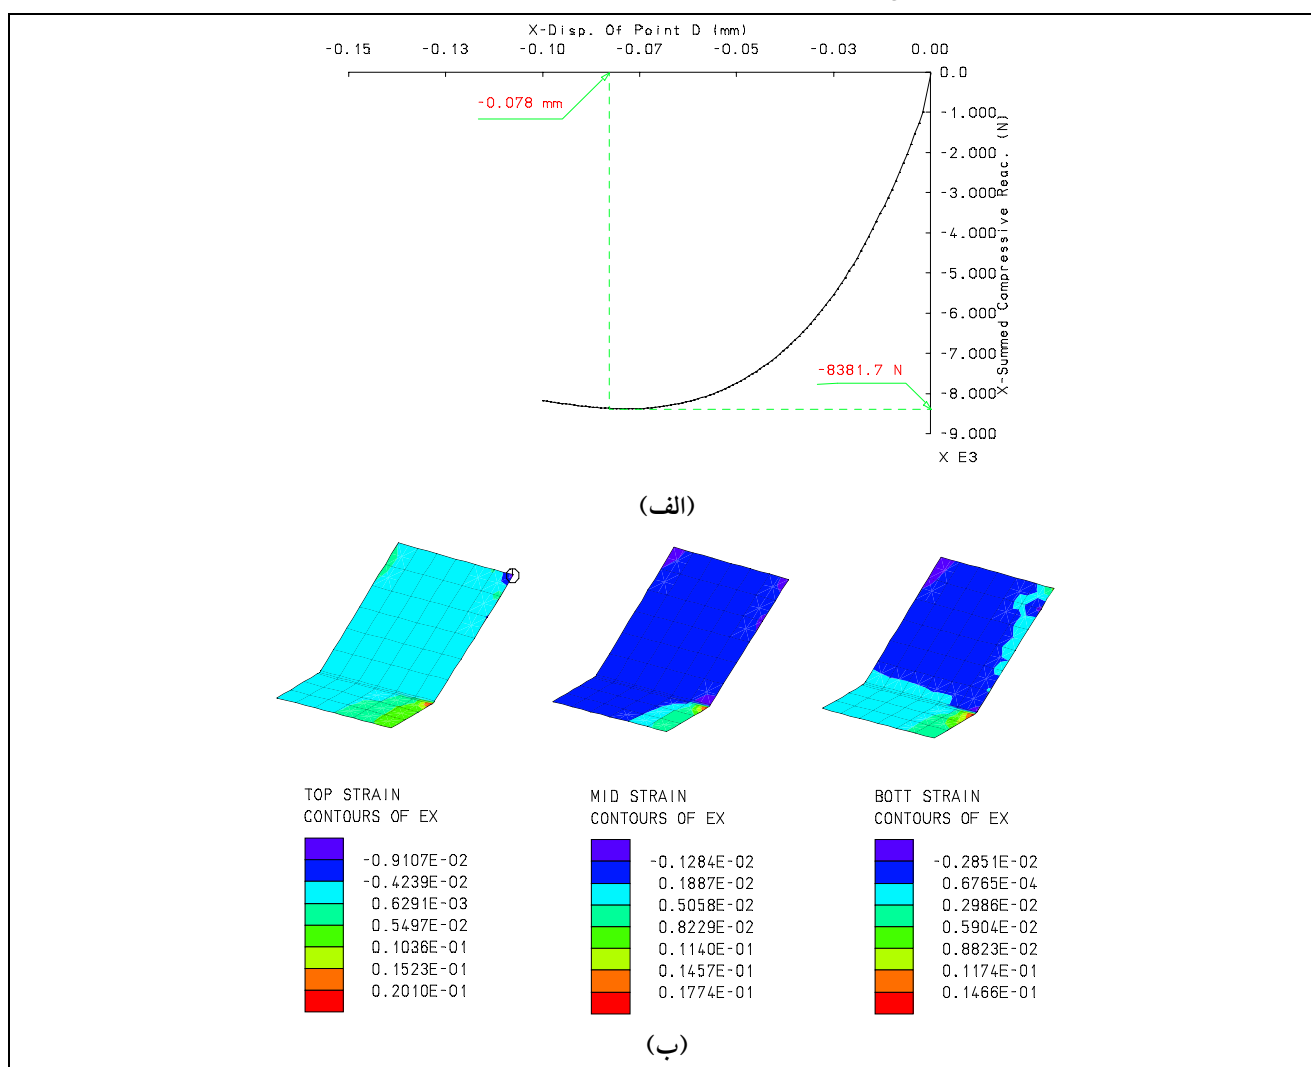 X-Disp. Of Point D (mm)
-0.15 -0.13 -0.10 -0.07 -0.05 -0.03 0.00
0.0
-0.078 mm
-1.000
-2.000
-3.000
-4.000
-5.000
-6.000
-7.000
-8.000
-9.000
X-Summed Compressive Reac. (N)
-8381.7 N
X E3
(الف)
TOP STRAIN
CONTOURS OF EX
-0.9107E-02
-0.4239E-02
0.6291E-03
0.5497E-02
0.1036E-01
0.1523E-01
0.2010E-01
MID STRAIN
CONTOURS OF EX
-0.1284E-02
0.1887E-02
0.5058E-02
0.8229E-02
0.1140E-01
0.1457E-01
0.1774E-01
BOTT STRAIN
CONTOURS OF EX
-0.2851E-02
0.6765E-04
0.2986E-02
0.5904E-02
0.8823E-02
0.1174E-01
0.1466E-01
(ب)